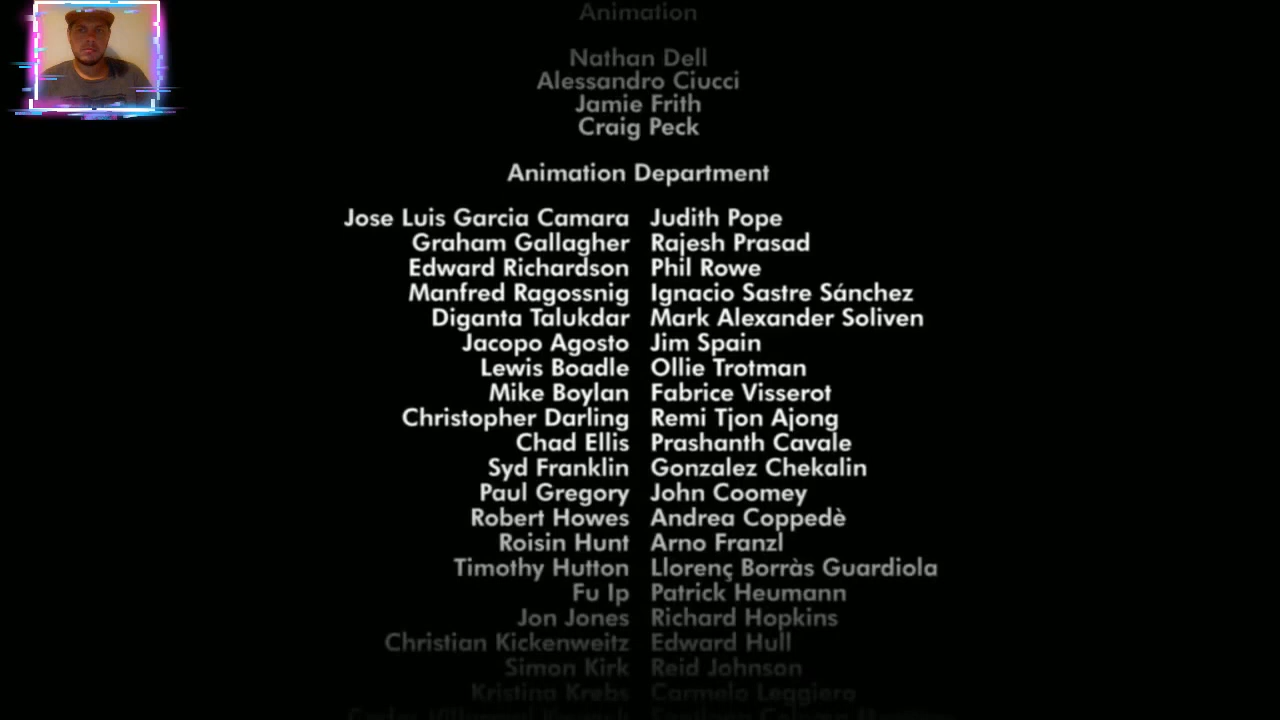 Animation
Nathan Dell
Alessandro Ciucci
Jamie Frith
Craig Peck
Animation Department
Jose Luis Garcia Camara Judith Pope
Graham Gallagher Rajesh Prasad
Edward Richardson Phil Rowe
Manfred Ragossnig Ignacio Sastre Sánchez
Diganta Talukdar Mark Alexander Soliven
Jacopo Agosto Jim Spain
Lewis Boadle Ollie Trotman
Mike Boylan Fabrice Visserot
Christopher Darling Remi Tjon Ajong
Chad Ellis Prashanth Cavale
Syd Franklin Gonzalez Chekalin
Paul Gregory John Coomey
Robert Howes Andrea Coppedè
Roisin Hunt Arno Franzl
Timothy Hutton Llorenç Borràs Guardiola
Fu Ip Patrick Heumann
Jon Jones Richard Hopkins
Christian Kickenweitz Edward Hull
Simon Kirk Reid Johnson
Kristina Krebs Carmelo Leggiero